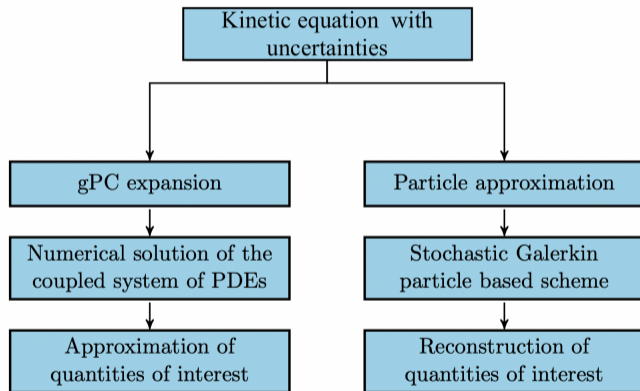 Kinetic equation with
uncertainties
gPC expansion
Particle approximation
Numerical solution of the
coupled system of PDEs
Stochastic Galerkin
particle based scheme
Approximation of
quantities of interest
Reconstruction of
quantities of interest